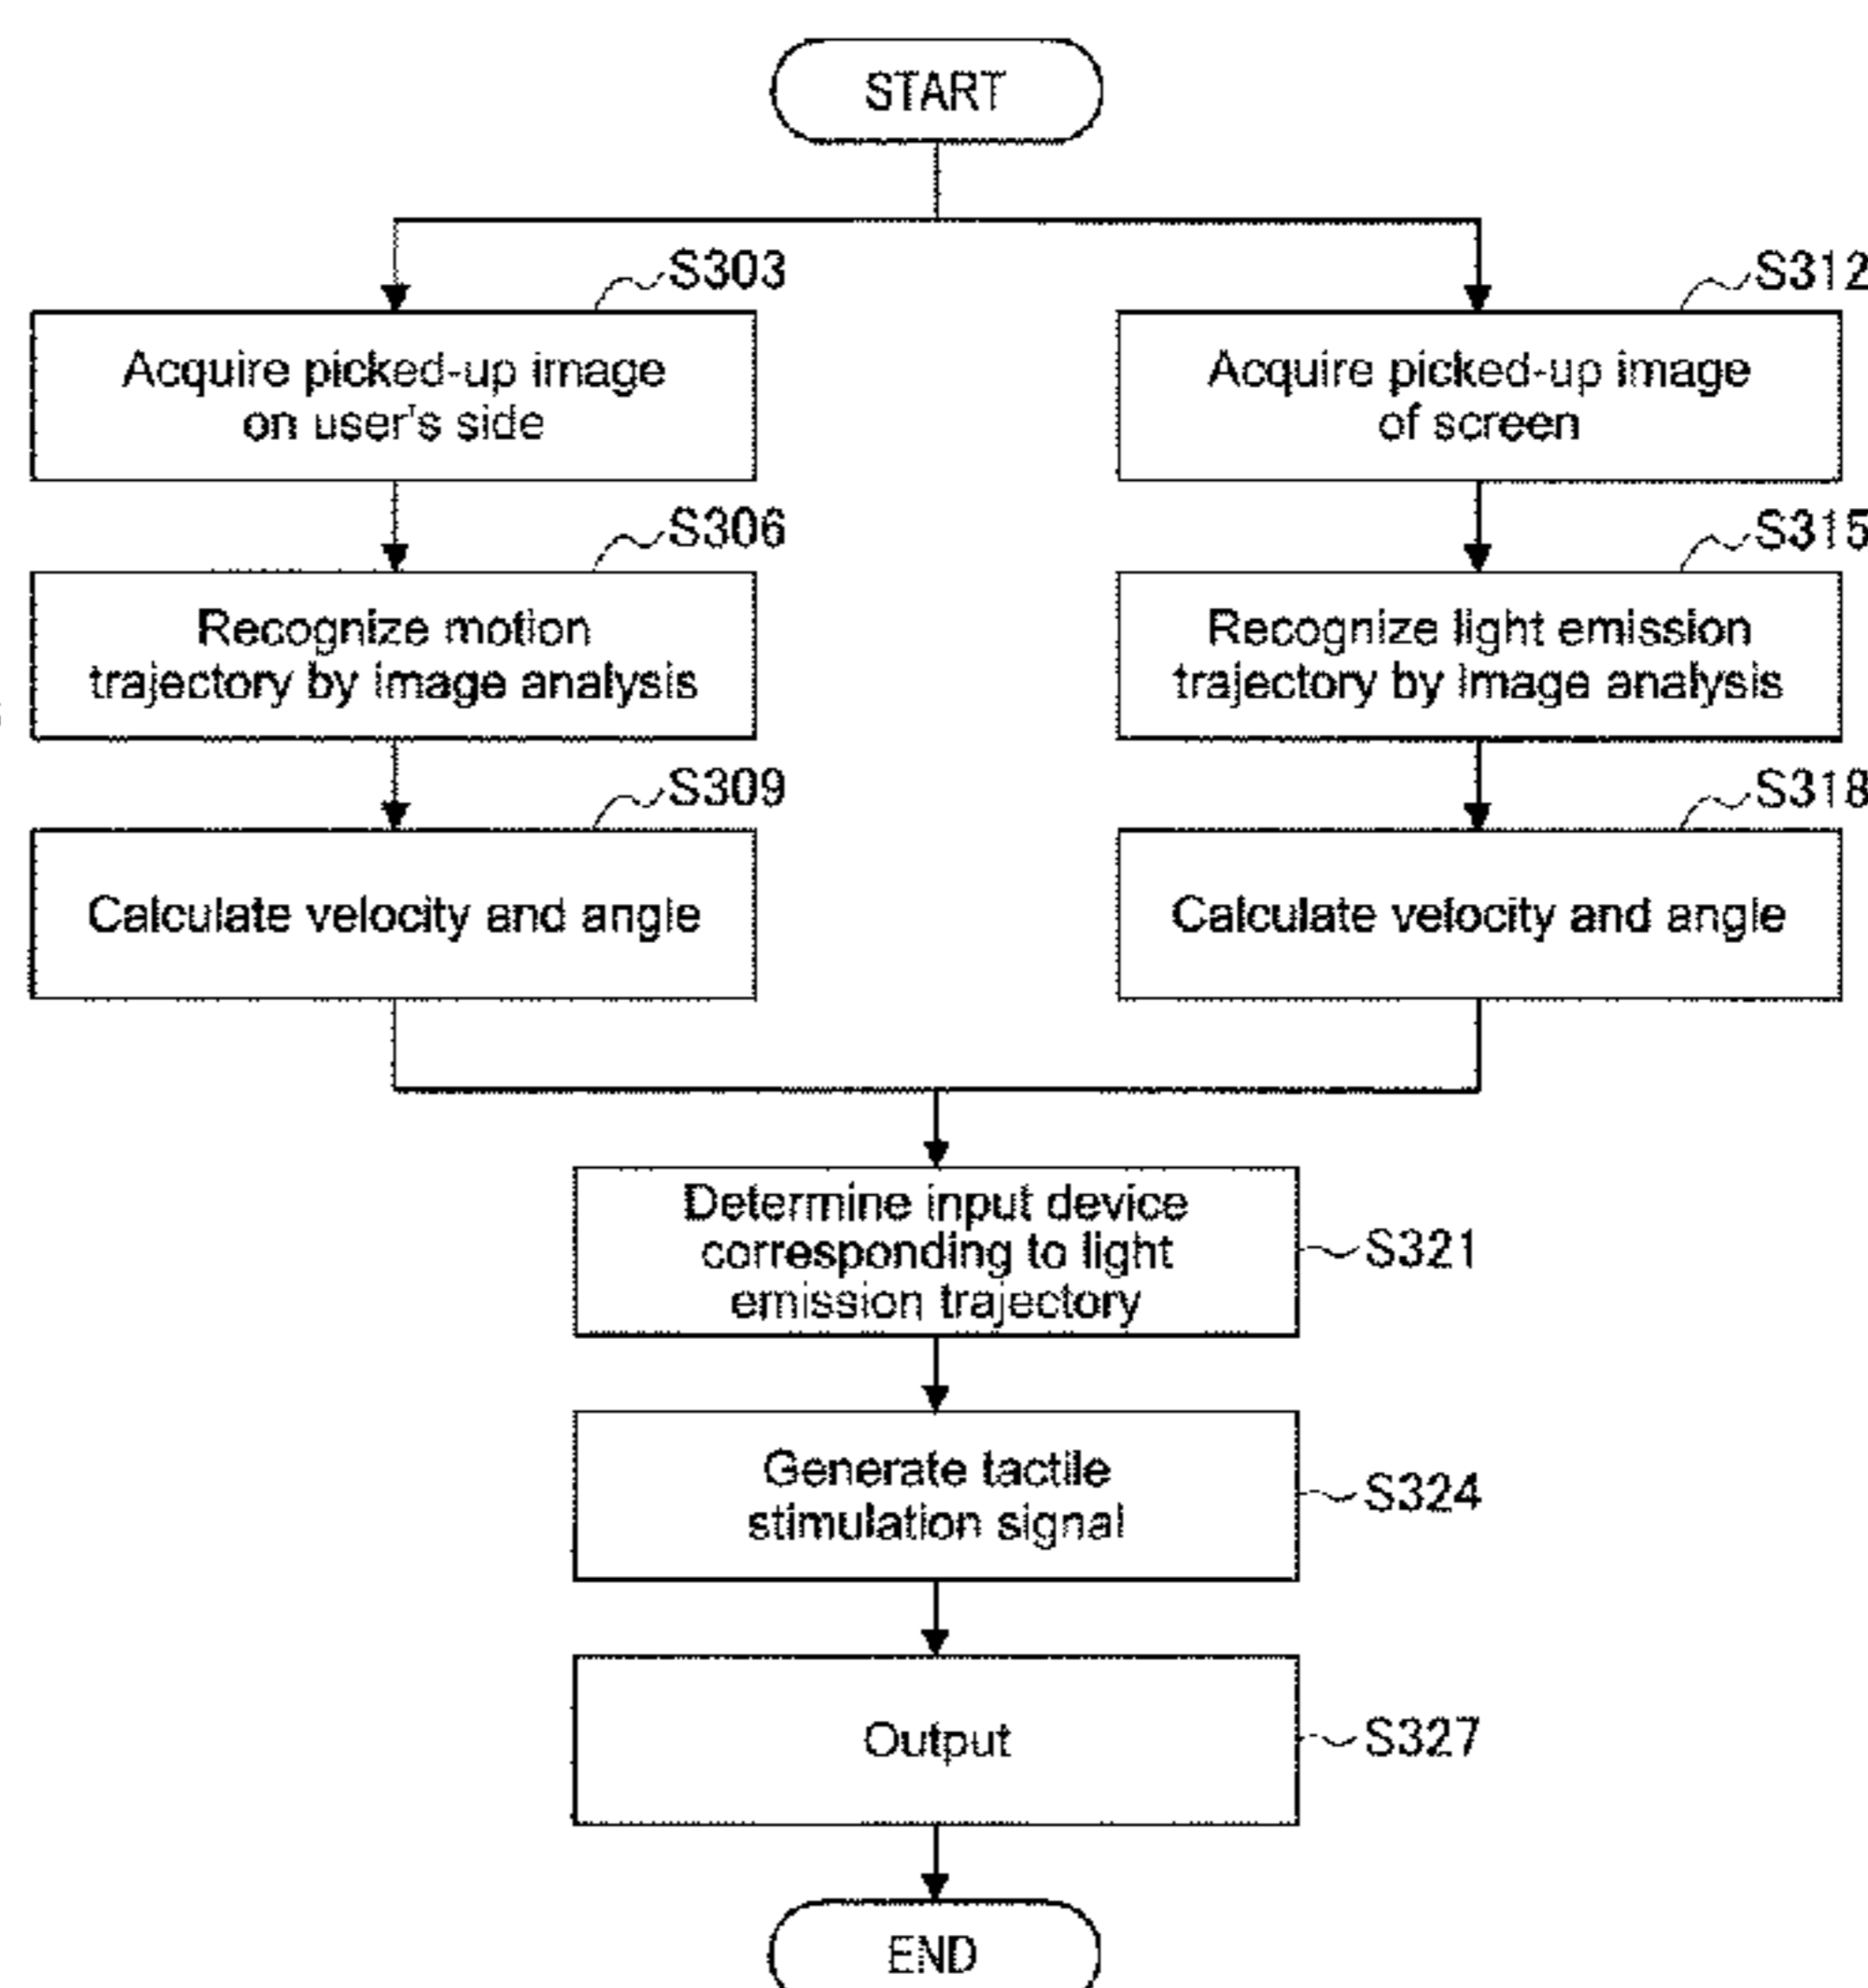 START
S303
Acquire picked-up image
on user's side
S306
Recognize motion
trajectory by image analysis
S309
Calculate velocity and angle
S312
Acquire picked-up image
of screen
S315
Recognize light emission
trajectory by image analysis
S318
Calculate velocity and angle
Determine input device
corresponding to light
emission trajectory
S321
Generate tactile
stimulation signal
S324
Output
S327
END